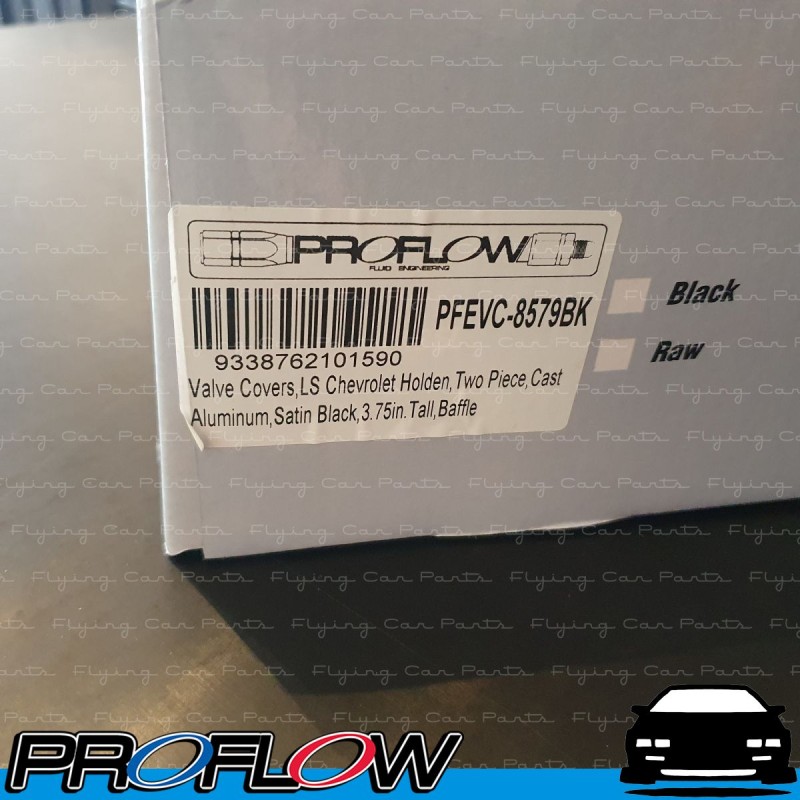 PROFLOW
FLUID ENGINEERING
PFEVC-8579BK
9338762101590
Valve Covers,LS Chevrolet Holden,Two Piece,Cast
Aluminum,Satin Black,3.75in.Tall,Baffle
Black
Raw
Flying Car Parts
PROFLOW